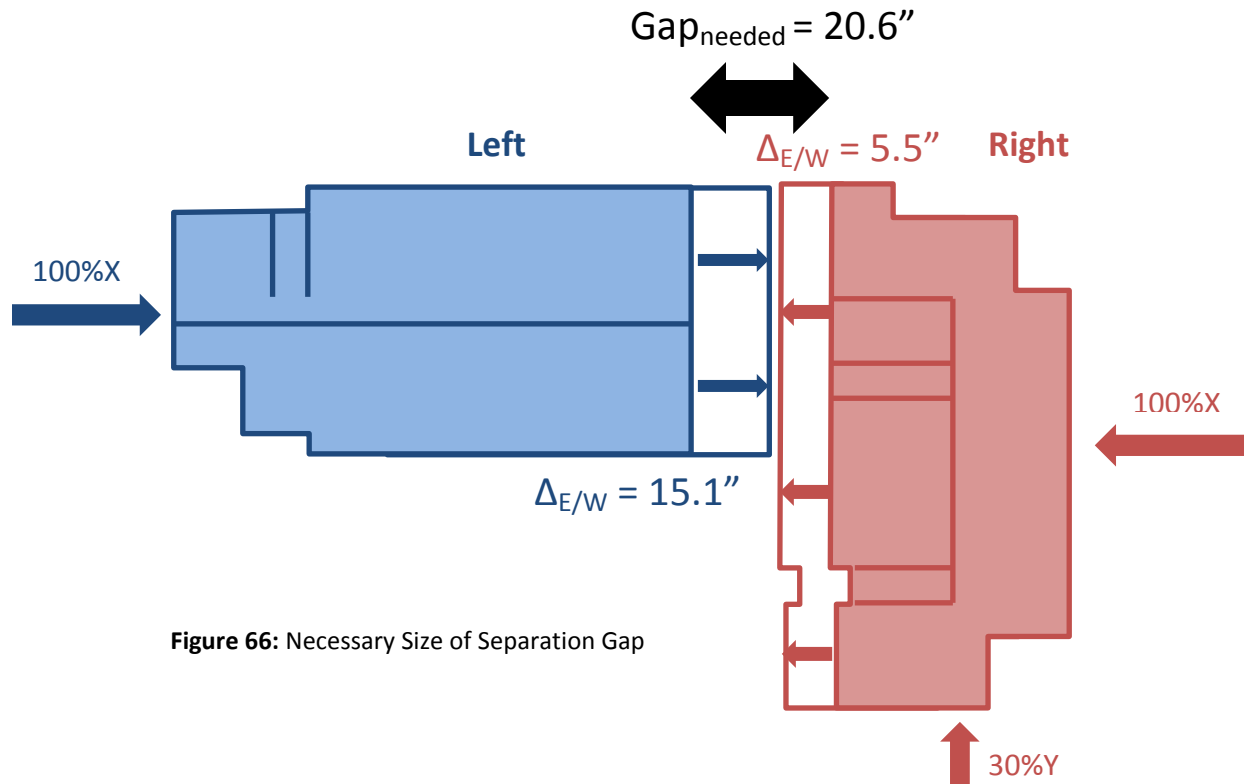 Gapneeded = 20.6”
Left
ΔE/W = 5.5”
Right
100%X
100%X
ΔE/W = 15.1”
Figure 66: Necessary Size of Separation Gap
30%Y